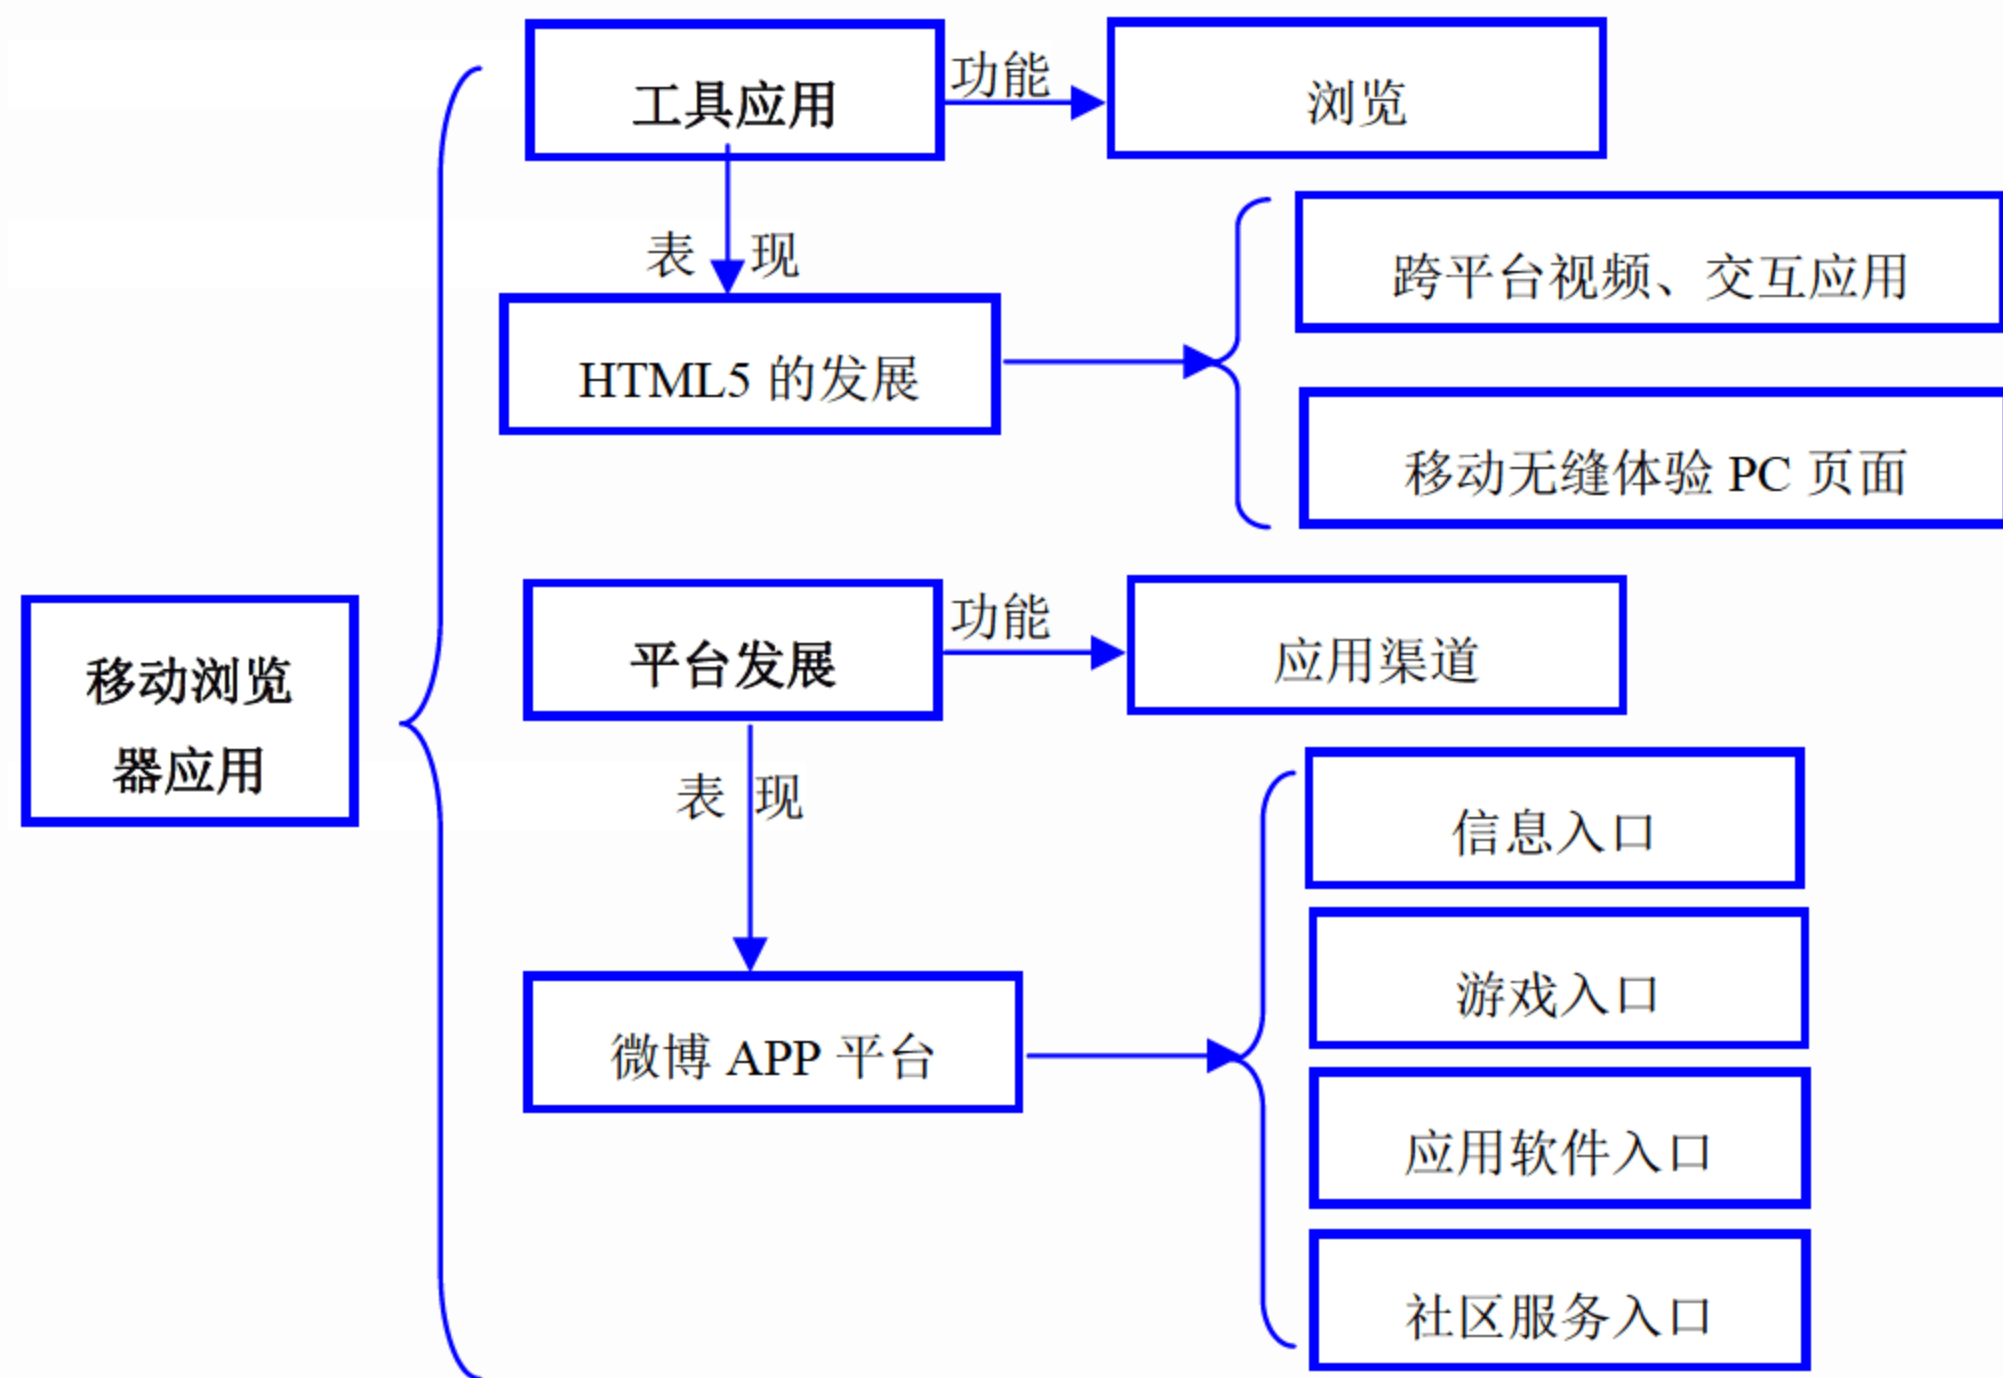 工具应用
功能
浏览
表 现
跨平台视频、交互应用
HTML5 的发展
移动无缝体验 PC 页面
移动浏览
器应用
平台发展
功能
应用渠道
表 现
信息入口
游戏入口
微博 APP 平台
应用软件入口
社区服务入口